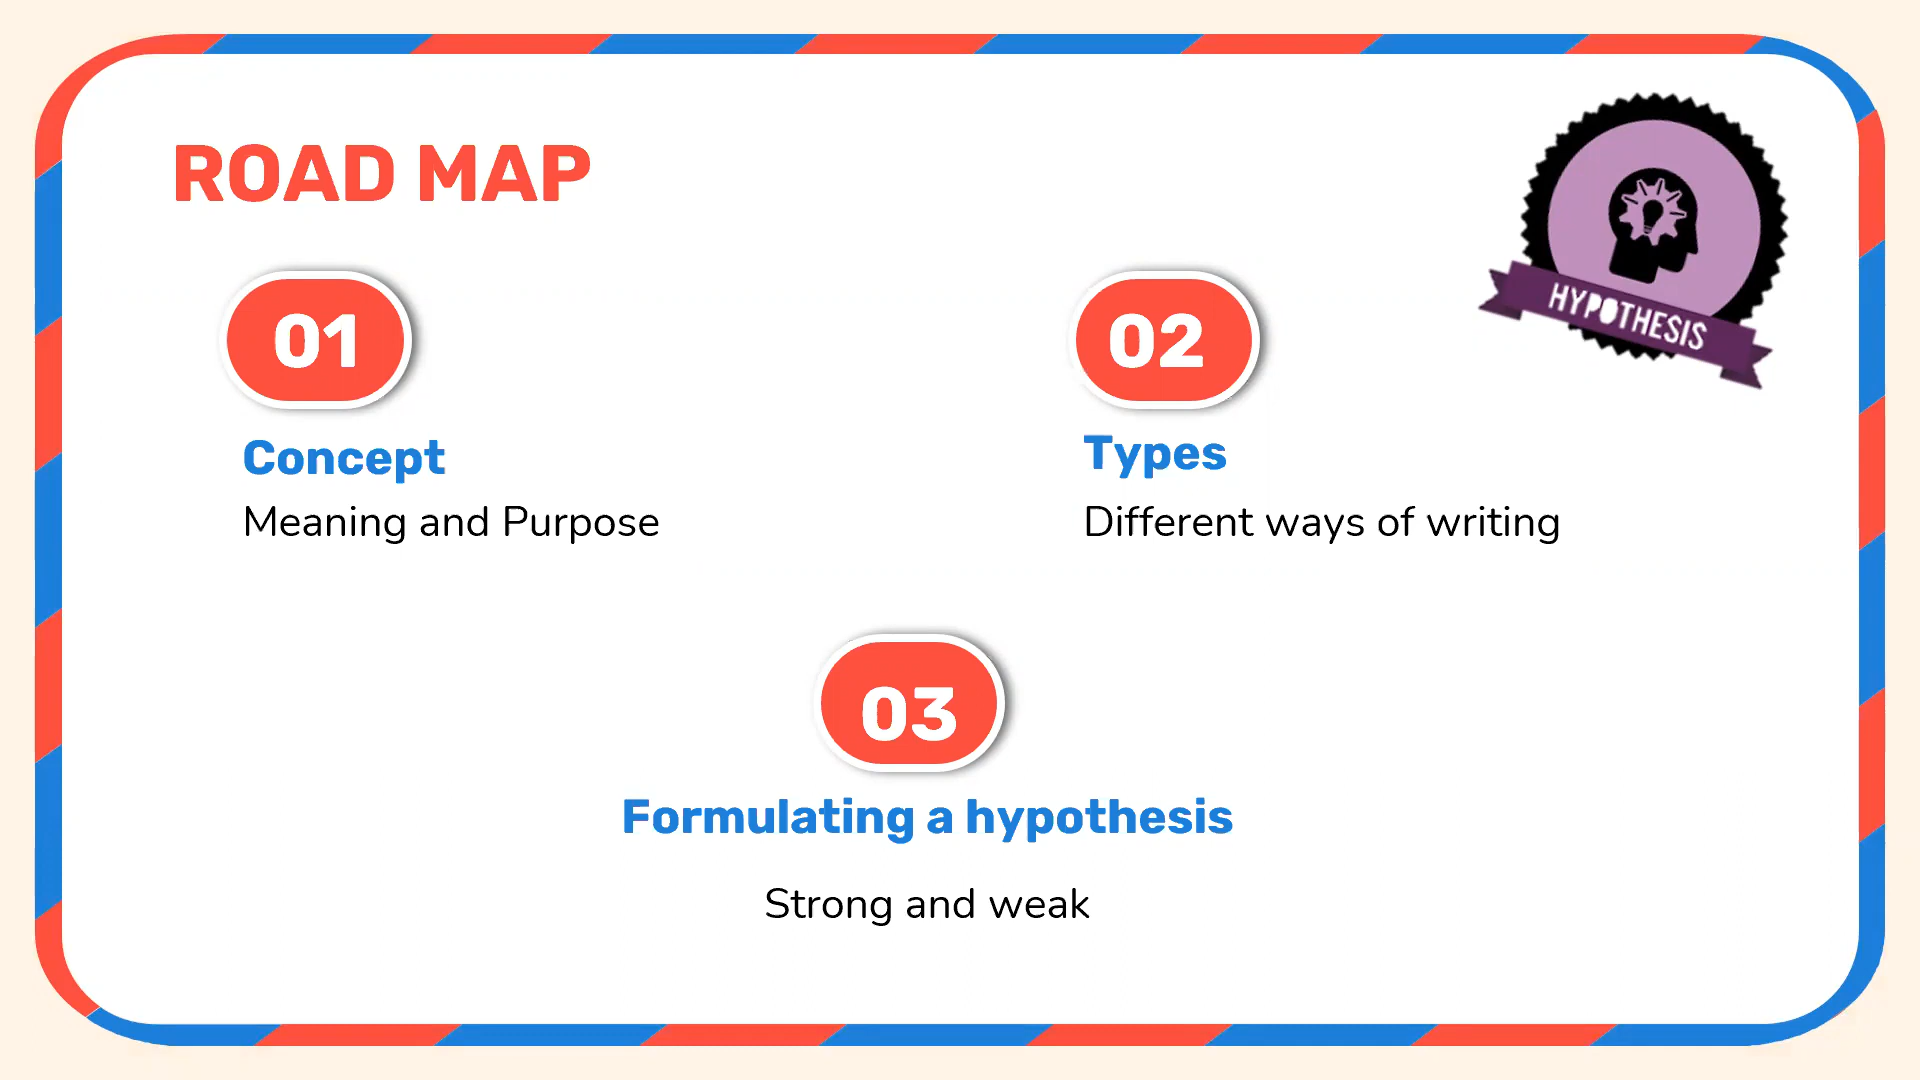 ROAD MAP
HYPOTHESIS
01
Concept
Meaning and Purpose
02
Types
Different ways of writing
03
Formulating a hypothesis
Strong and weak